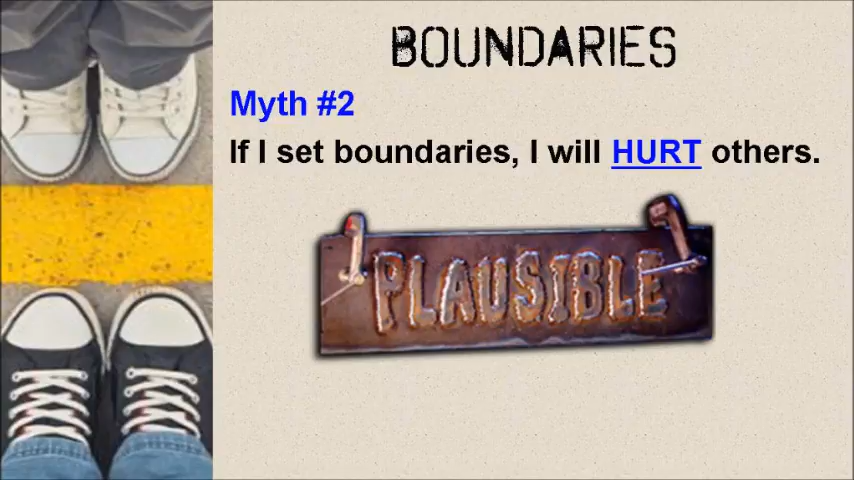 BOUNDARIES
Myth #2
If I set boundaries, I will HURT others.
PLAUSIBLE